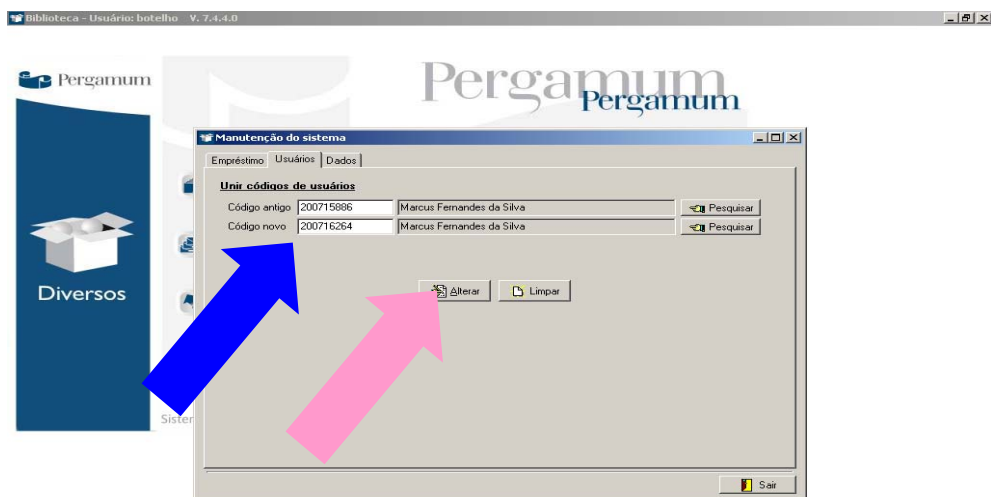 Biblioteca - Usuário: botelho V. 7.4.4.0
Pergamum
Pergamum
Pergamum
Manutenção do sistema
Empréstimo Usuários Dados
Unir códigos de usuários
Código antigo 200715886 Marcus Fernandes da Silva Pesquisar
Código novo 200716264 Marcus Fernandes da Silva Pesquisar
Diversos
Alterar Limpar
Sair